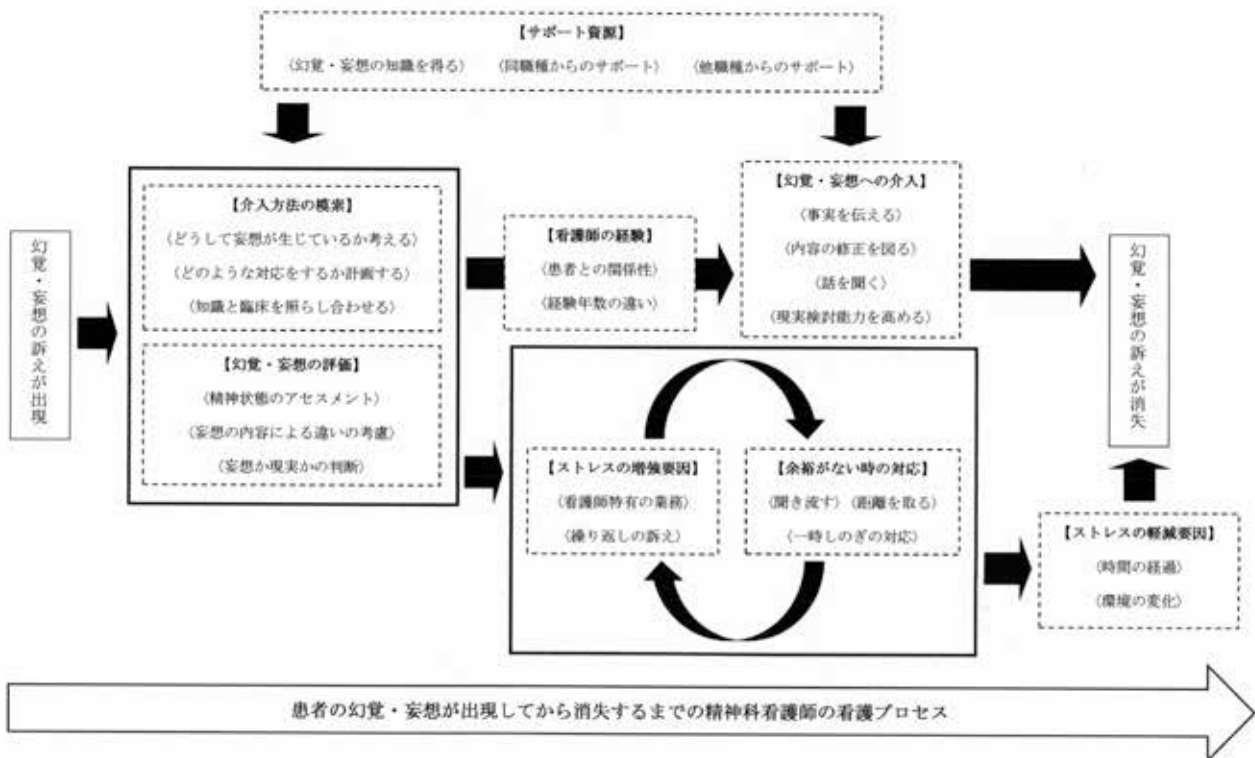 【サポート資源】
〈幻覚・妄想の知識を得る〉 〈同職種からのサポート〉 〈他職種からのサポート〉
幻覚・妄想の訴えが出現
【介入方法の模索】
〈どうして妄想が生じているか考える〉
〈どのような対応をするか計画する〉
〈知識と臨床を照らし合わせる〉
【幻覚・妄想の評価】
〈精神状態のアセスメント〉
〈妄想の内容による違いの考慮〉
〈妄想か現実かの判断〉
【看護師の経験】
〈患者との関係性〉
〈経験年数の違い〉
【幻覚・妄想への介入】
〈事実を伝える〉
〈内容の修正を図る〉
〈話を聞く〉
〈現実検討能力を高める〉
【ストレスの増強要因】
〈看護師特有の業務〉
〈繰り返しの訴え〉
【余裕がない時の対応】
〈聞き流す〉〈距離を取る〉
〈一時しのぎの対応〉
【ストレスの軽減要因】
〈時間の経過〉
〈環境の変化〉
幻覚・妄想の訴えが消失
患者の幻覚・妄想が出現してから消失するまでの精神科看護師の看護プロセス